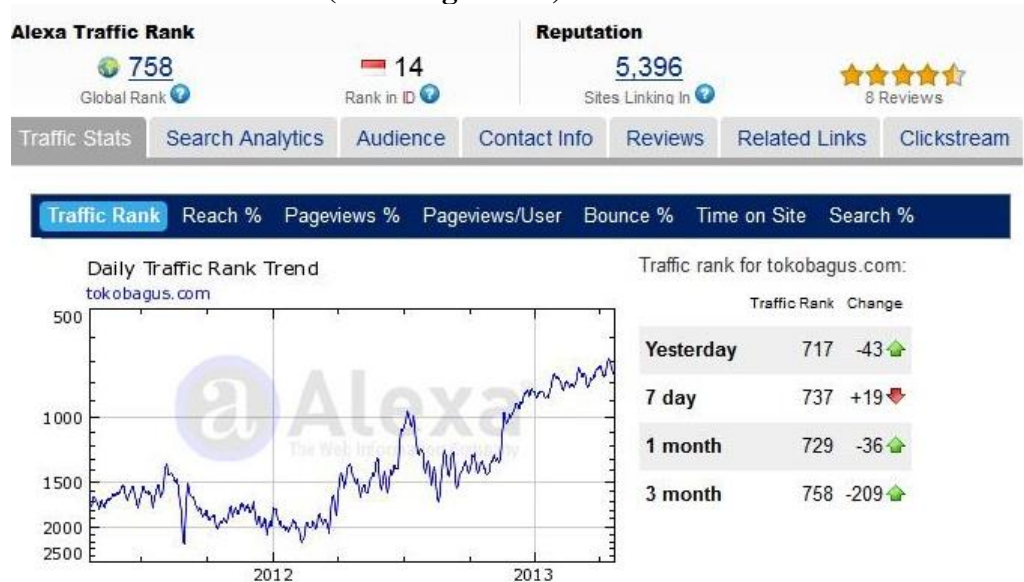 Alexa Traffic Rank
Reputation
758
14
5,396
Global Rank ?
Rank in ID ?
Sites Linking In ?
8 Reviews
Traffic Stats Search Analytics Audience Contact Info Reviews Related Links Clickstream
Traffic Rank Reach % Pageviews % Pageviews/User Bounce % Time on Site Search %
Daily Traffic Rank Trend
tokobagus.com
500
1000
1500
2000
2500
2012 2013
a Alexa
The Web Information Company
Traffic rank for tokobagus.com:
Traffic Rank Change
Yesterday 717 -43
7 day 737 +19
1 month 729 -36
3 month 758 -209